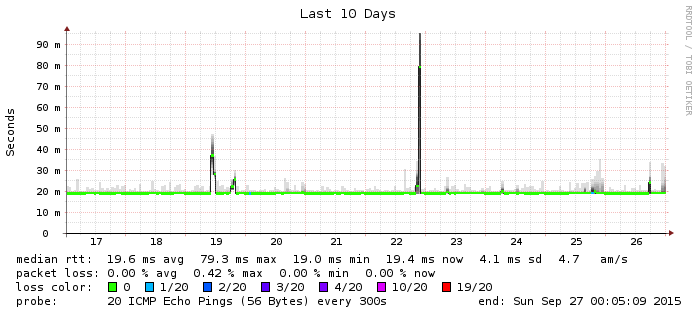 Last 10 Days
RRDTOOL / TOBI OETIKER
Seconds
90 m
80 m
70 m
60 m
50 m
40 m
30 m
20 m
10 m
0
17 18 19 20 21 22 23 24 25 26
median rtt: 19.6 ms avg 79.3 ms max 19.0 ms min 19.4 ms now 4.1 ms sd 4.7 am/s
packet loss: 0.00 % avg 0.42 % max 0.00 % min 0.00 % now
loss color: 0 1/20 2/20 3/20 4/20 10/20 19/20
probe: 20 ICMP Echo Pings (56 Bytes) every 300s end: Sun Sep 27 00:05:09 2015